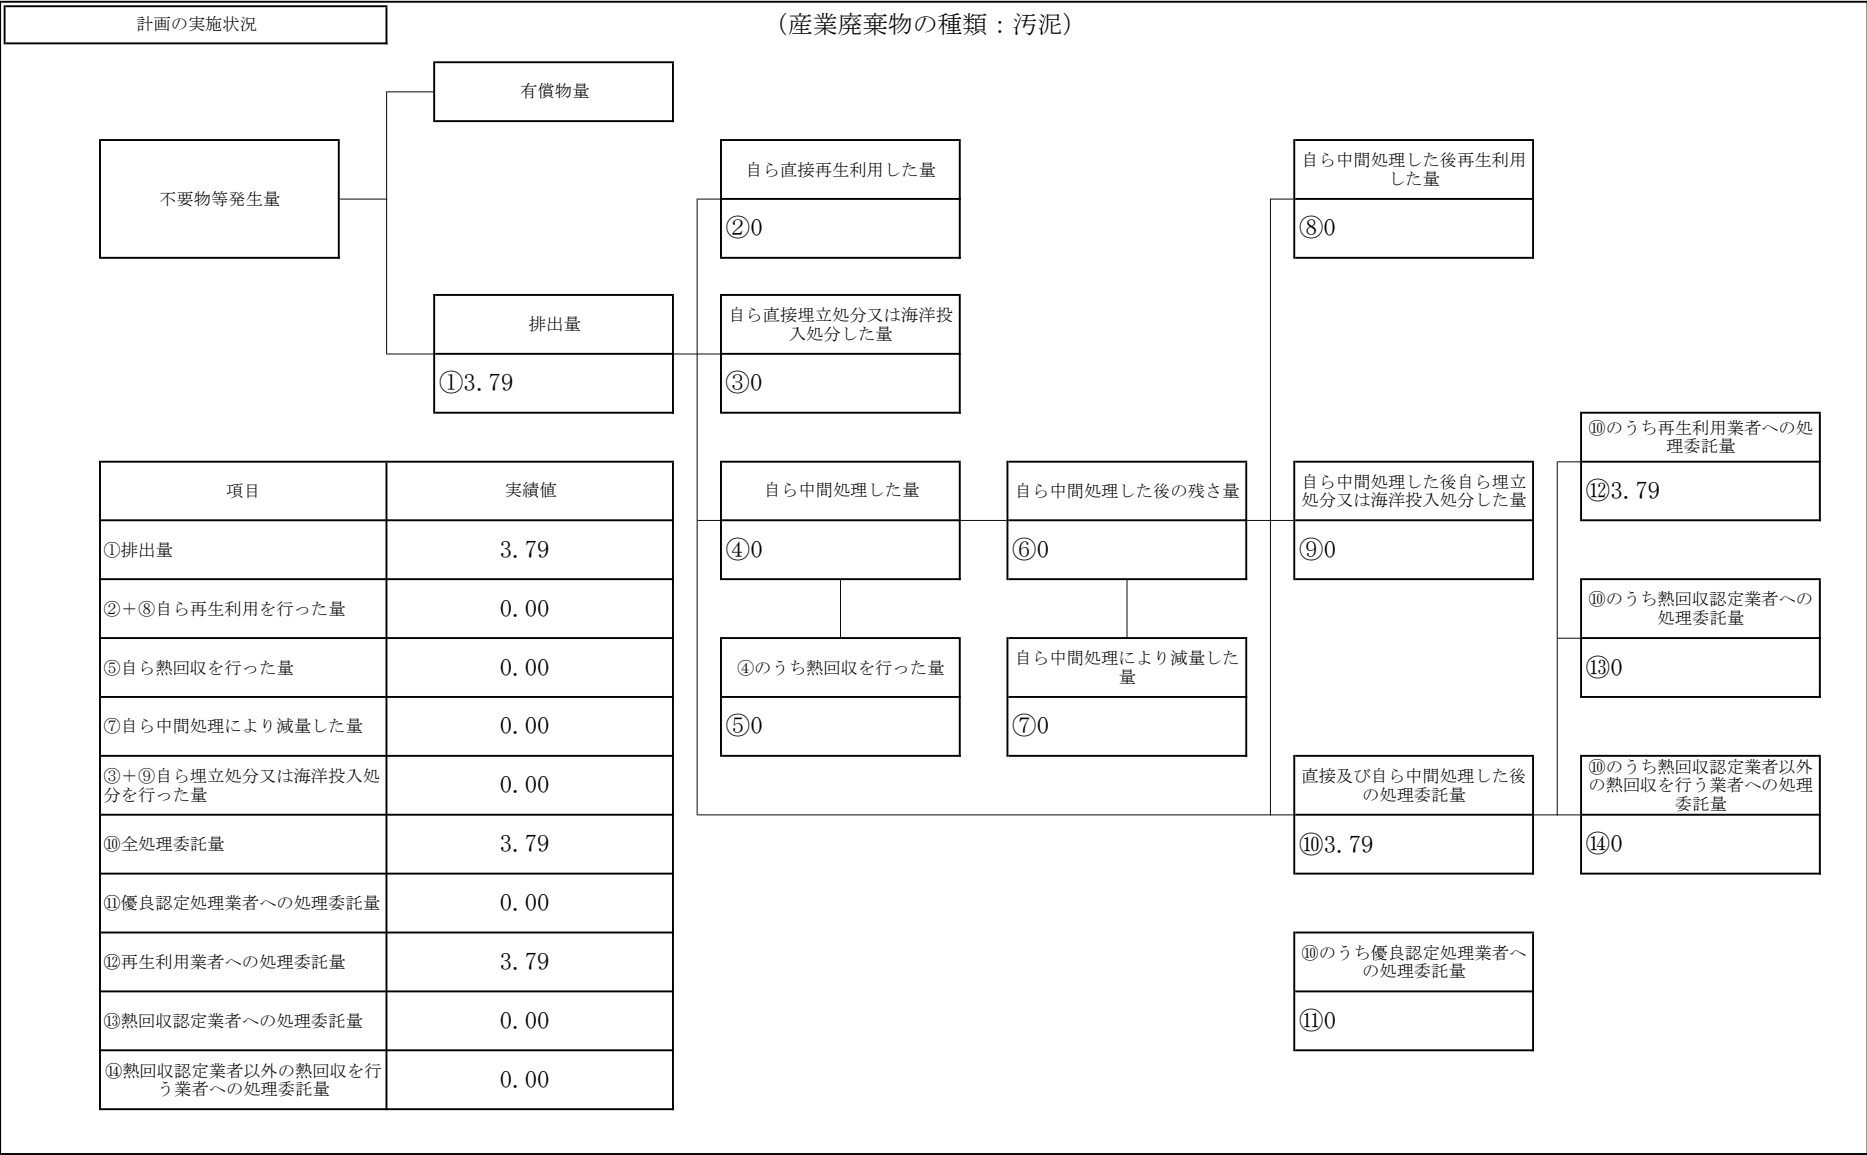 計画の実施状況
（産業廃棄物の種類：汚泥）
有償物量
不要物等発生量
自ら直接再生利用した量
②0
自ら中間処理した後再生利用
した量
⑧0
排出量
①3.79
自ら直接埋立処分又は海洋投
入処分した量
③0
⑩のうち再生利用業者への処
理委託量
⑫3.79
自ら中間処理した量
④0
自ら中間処理した後の残さ量
⑥0
自ら中間処理した後自ら埋立
処分又は海洋投入処分した量
⑨0
⑩のうち熱回収認定業者への
処理委託量
⑬0
④のうち熱回収を行った量
⑤0
自ら中間処理により減量した
量
⑦0
直接及び自ら中間処理した後
の処理委託量
⑩3.79
⑩のうち熱回収認定業者以外
の熱回収を行う業者への処理
委託量
⑭0
⑩のうち優良認定処理業者へ
の処理委託量
⑪0
項目 実績値
①排出量 3.79
②＋⑧自ら再生利用を行った量 0.00
⑤自ら熱回収を行った量 0.00
⑦自ら中間処理により減量した量 0.00
③＋⑨自ら埋立処分又は海洋投入処
分を行った量 0.00
⑩全処理委託量 3.79
⑪優良認定処理業者への処理委託量 0.00
⑫再生利用業者への処理委託量 3.79
⑬熱回収認定業者への処理委託量 0.00
⑭熱回収認定業者以外の熱回収を行
う業者への処理委託量 0.00